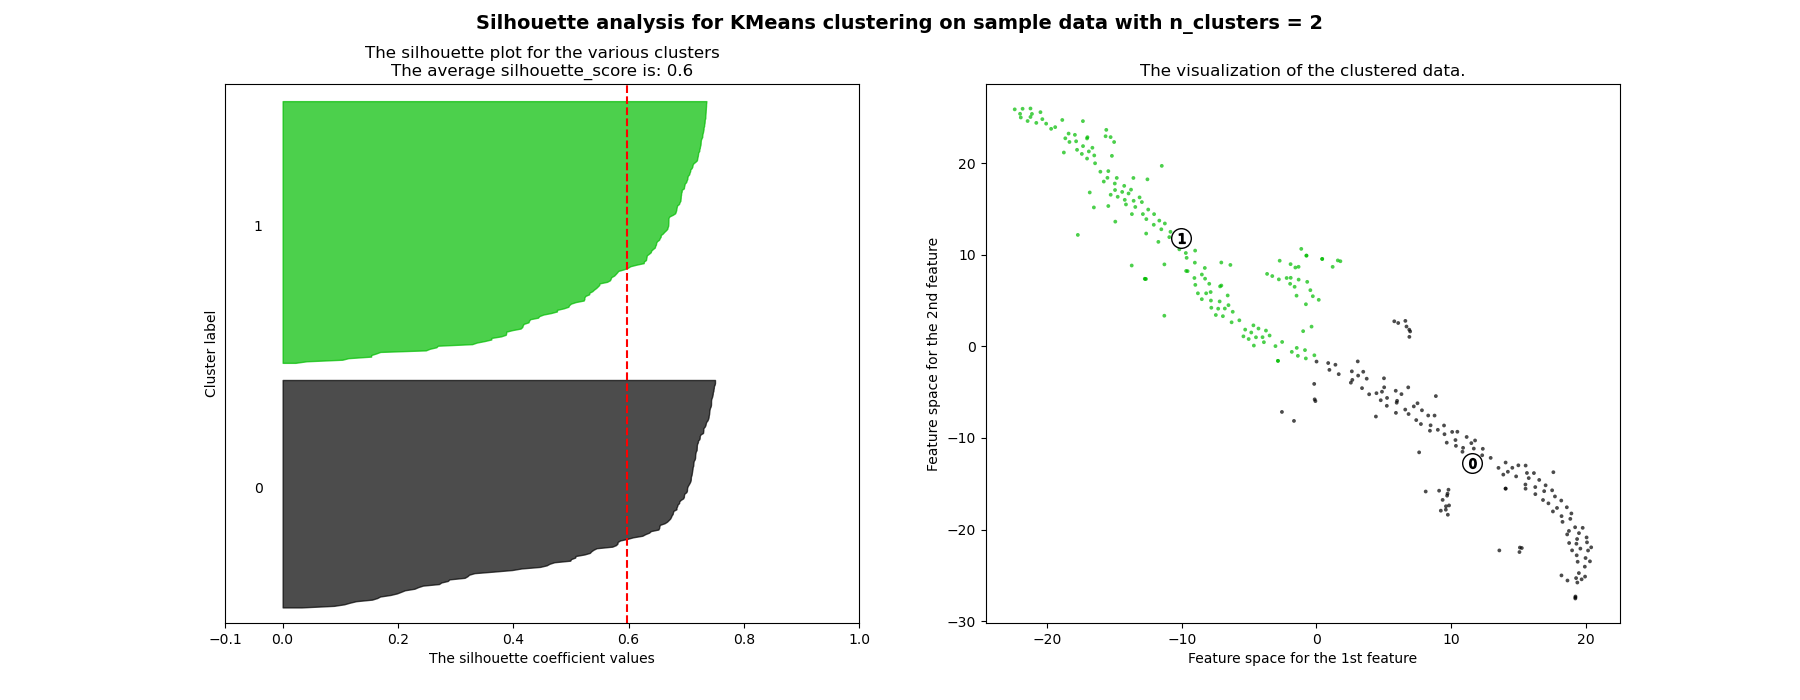 Silhouette analysis for KMeans clustering on sample data with n_clusters = 2
The silhouette plot for the various clusters
The average silhouette_score is: 0.6
1
0
Cluster label
−0.1 0.0 0.2 0.4 0.6 0.8 1.0
The silhouette coefficient values
The visualization of the clustered data.
20
10
0
−10
−20
−30
Feature space for the 2nd feature
1
0
−20 −10 0 10 20
Feature space for the 1st feature